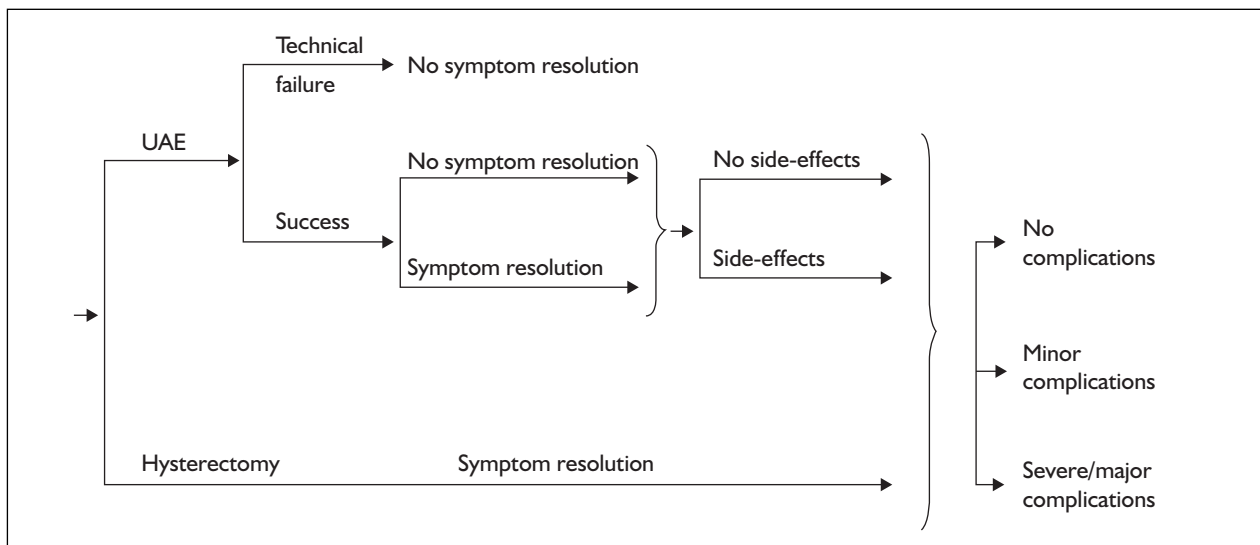 Technical
failure
No symptom resolution
UAE
No symptom resolution
No side-effects
Success
Symptom resolution
Side-effects
No
complications
Minor
complications
Hysterectomy
Symptom resolution
Severe/major
complications